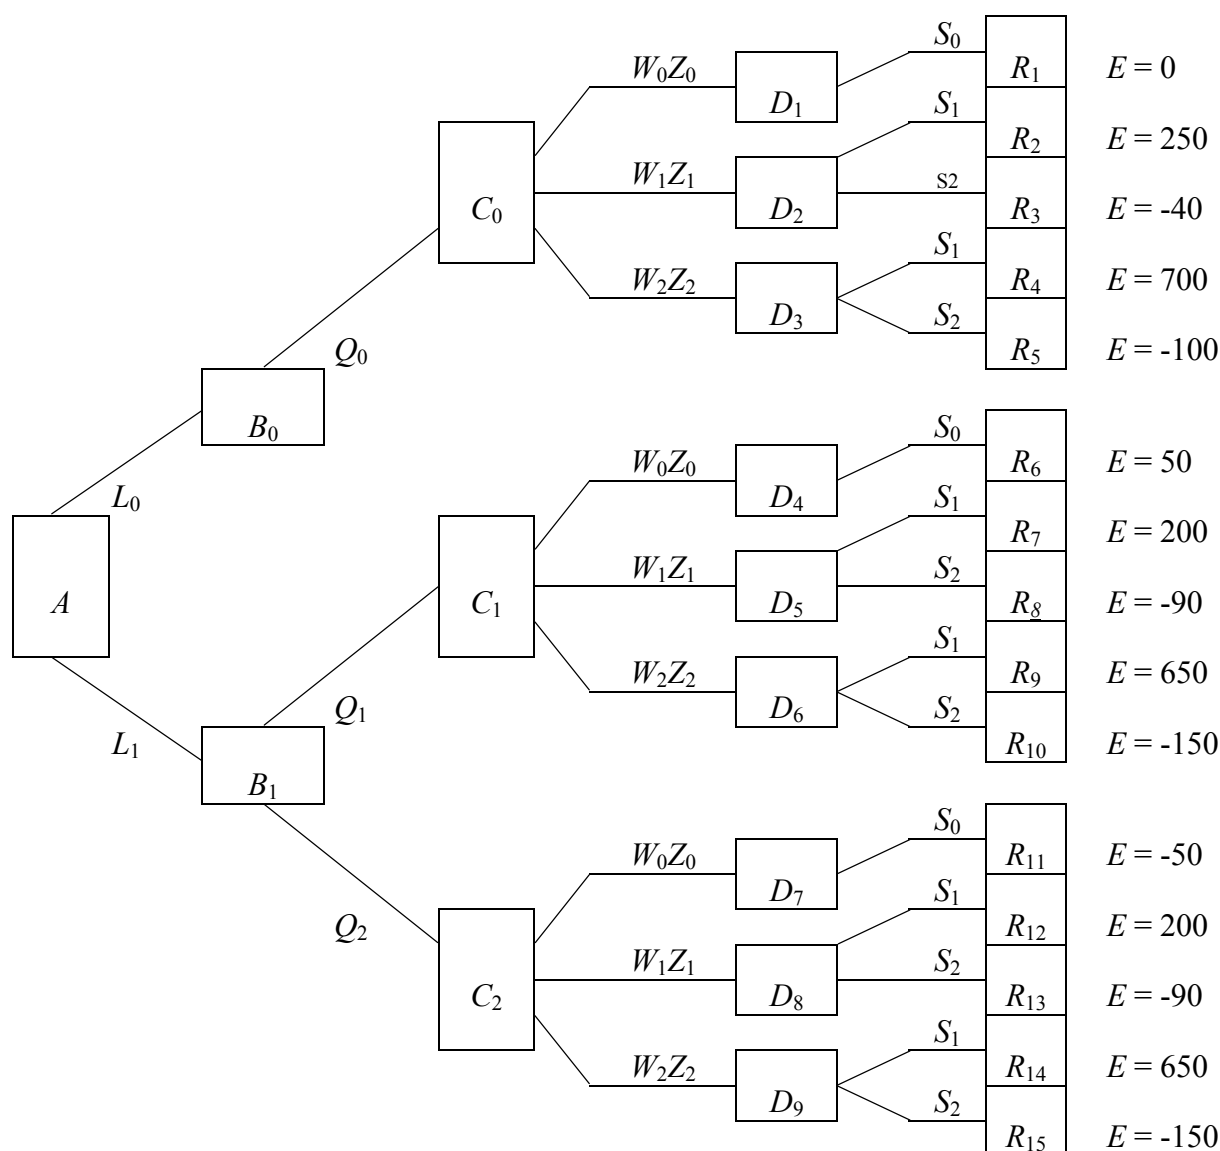 S0
W0Z0 D1 R1 E = 0
S1
R2 E = 250
W1Z1 S2
C0 D2 R3 E = -40
S1
W2Z2 R4 E = 700
D3 S2
Q0 R5 E = -100
B0
S0
W0Z0 R6 E = 50
L0 D4 S1
R7 E = 200
W1Z1 S2
A C1 D5 R8 E = -90
S1
W2Z2 R9 E = 650
Q1 D6 S2
L1 R10 E = -150
B1
S0
W0Z0 R11 E = -50
D7 S1
Q2 R12 E = 200
W1Z1 S2
C2 D8 R13 E = -90
S1
W2Z2 R14 E = 650
D9 S2
R15 E = -150